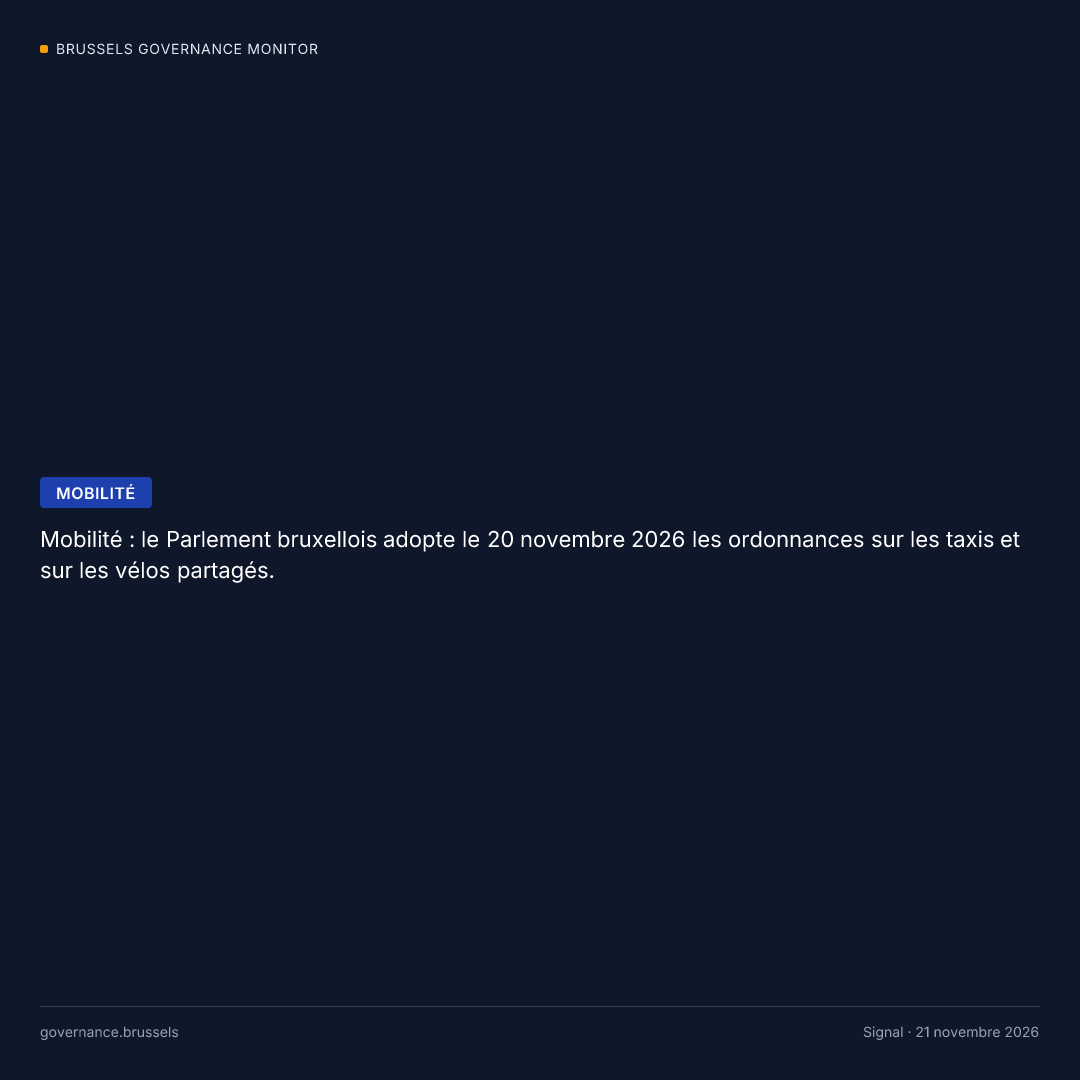 BRUSSELS GOVERNANCE MONITOR
MOBILITÉ
Mobilité : le Parlement bruxellois adopte le 20 novembre 2026 les ordonnances sur les taxis et
sur les vélos partagés.
governance.brussels
Signal · 21 novembre 2026